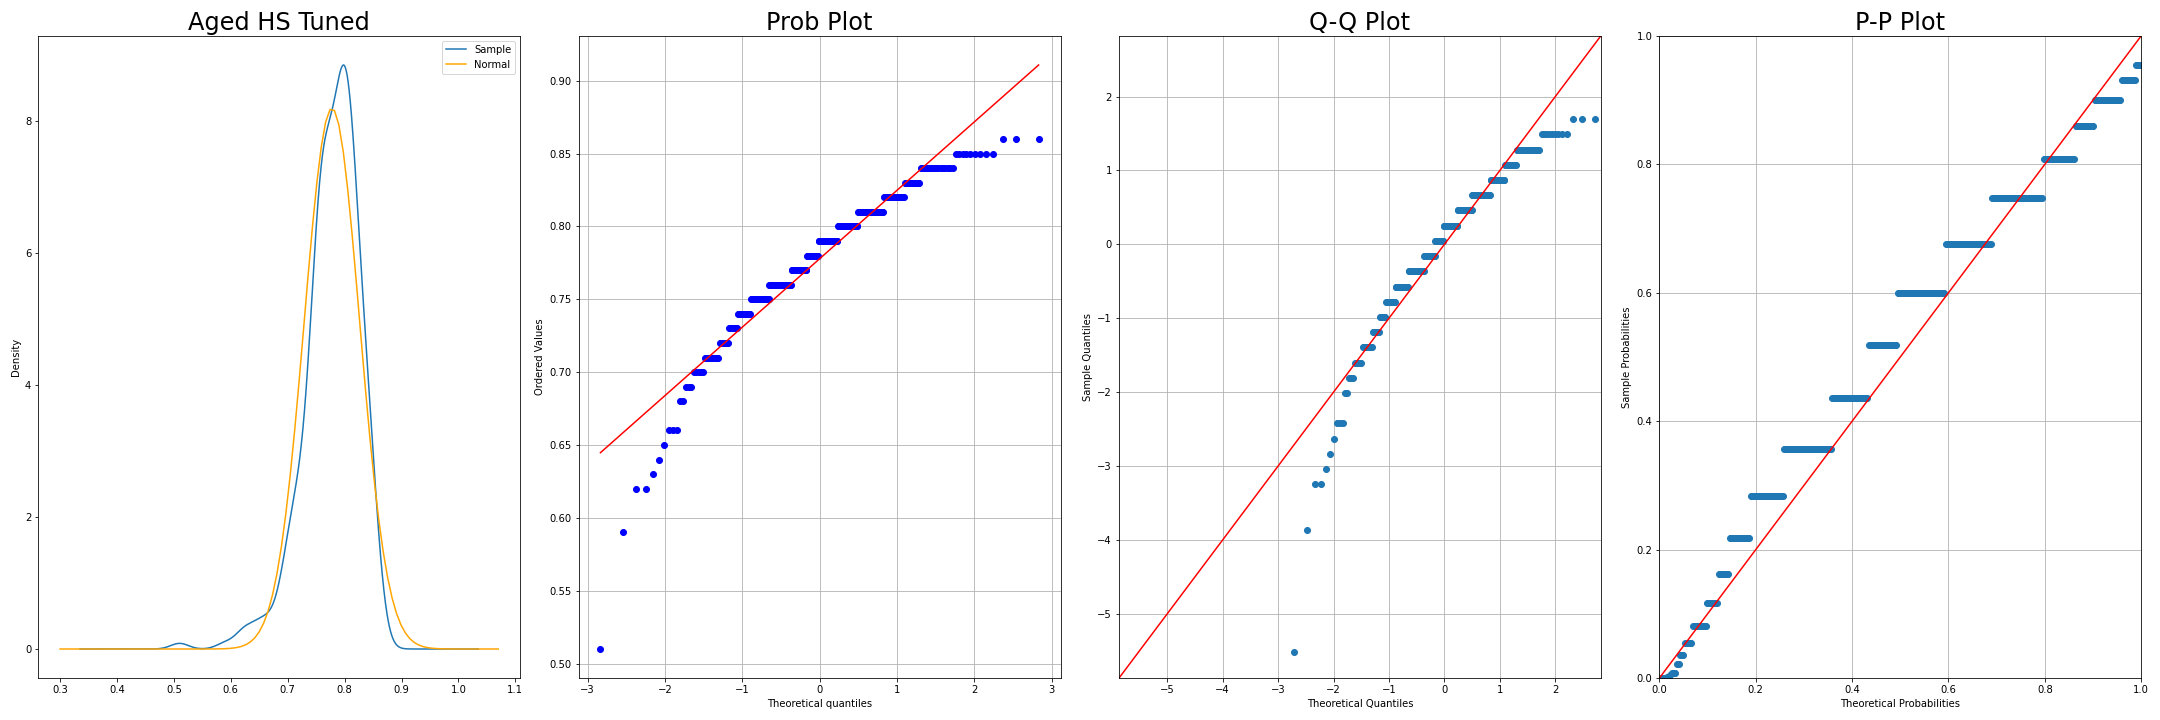 Aged HS Tuned
Sample
Normal
Density
8
6
4
2
0
0.3 0.4 0.5 0.6 0.7 0.8 0.9 1.0 1.1
Prob Plot
Ordered Values
0.90
0.85
0.80
0.75
0.70
0.65
0.60
0.55
0.50
−3 −2 −1 0 1 2 3
Theoretical quantiles
Q-Q Plot
Sample Quantiles
2
1
0
−1
−2
−3
−4
−5
−5 −4 −3 −2 −1 0 1 2
Theoretical Quantiles
P-P Plot
Sample Probabilities
1.0
0.8
0.6
0.4
0.2
0.0
0.0 0.2 0.4 0.6 0.8 1.0
Theoretical Probabilities